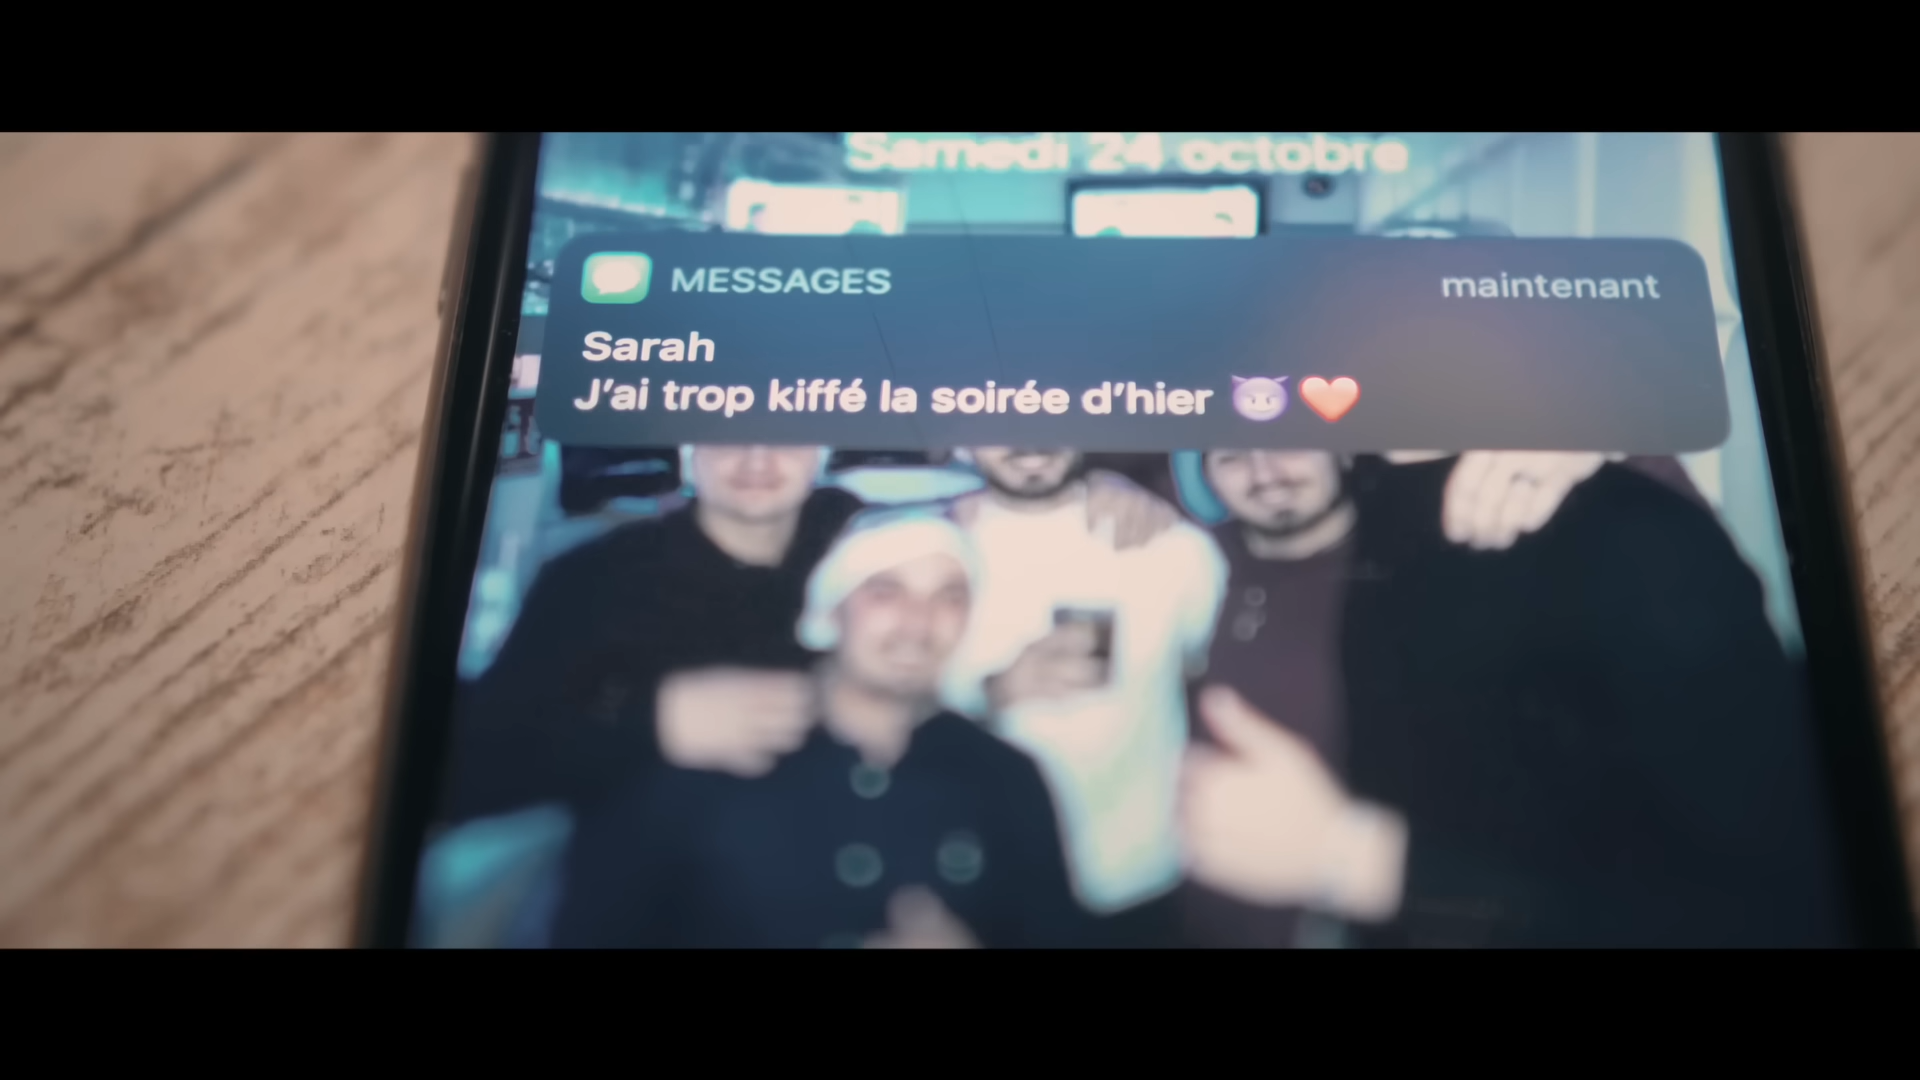 Samedi 24 octobre
MESSAGES
maintenant
Sarah
J'ai trop kiffé la soirée d'hier 😈❤️